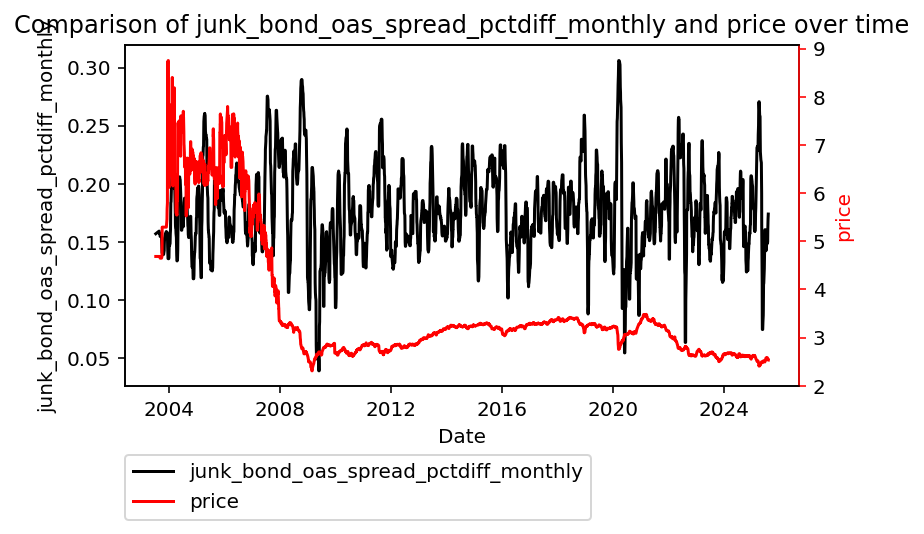 Comparison of junk_bond_oas_spread_pctdiff_monthly and price over time
junk_bond_oas_spread_pctdiff_monthly
0.30
0.25
0.20
0.15
0.10
0.05
9
8
7
6
5
4
3
2
price
2004 2008 2012 2016 2020 2024
Date
junk_bond_oas_spread_pctdiff_monthly
price